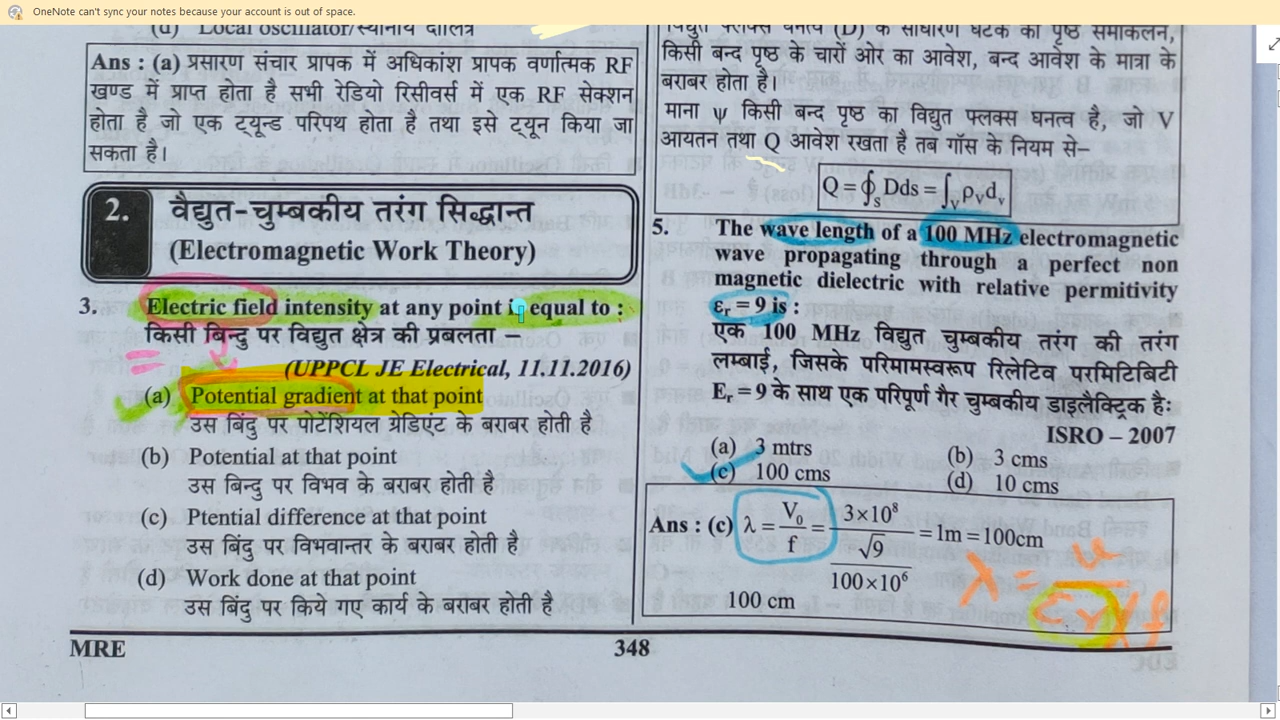 OneNote can't sync your notes because your account is out of space.
(d) Local oscillator/स्थानीय दोलित्र
Ans : (a) प्रसारण संचार प्रापक में अधिकांश प्रापक वर्णात्मक RF
खण्ड में प्राप्त होता है सभी रेडियो रिसीवर्स में एक RF सेक्शन
होता है जो एक ट्यून्ड परिपथ होता है तथा इसे ट्यून किया जा
सकता है।
2. वैद्युत-चुम्बकीय तरंग सिद्धान्त
(Electromagnetic Work Theory)
3. Electric field intensity at any point is equal to :
किसी बिन्दु पर विद्युत क्षेत्र की प्रबलता –
(UPPCL JE Electrical, 11.11.2016)
(a) Potential gradient at that point
उस बिंदु पर पोटेंशियल ग्रेडिएंट के बराबर होती है
(b) Potential at that point
उस बिन्दु पर विभव के बराबर होती है
(c) Ptential difference at that point
उस बिंदु पर विभवान्तर के बराबर होती है
(d) Work done at that point
उस बिंदु पर किये गए कार्य के बरोबर होती है
विद्युत फ्लक्स घनत्व (D) के साधारण घटक का पृष्ठ समाकलन,
किसी बन्द पृष्ठ के चारों ओर का आवेश, बन्द आवेश के मात्रा के
बराबर होता है।
माना ψ किसी बन्द पृष्ठ का विद्युत फ्लक्स घनत्व है, जो V
आयतन तथा Q आवेश रखता है तब गॉस के नियम से–
Q = ∮s Dds = ∫v ρv dv
5. The wave length of a 100 MHz electromagnetic
wave propagating through a perfect non
magnetic dielectric with relative permitivity
εr = 9 is :
एक 100 MHz विद्युत चुम्बकीय तरंग की तरंग
लम्बाई, जिसके परिमामस्वरूप रिलेटिव परमिटिबिटी
Er = 9 के साथ एक परिपूर्ण गैर चुम्बकीय डाइलैक्ट्रिक हैः
ISRO – 2007
(a) 3 mtrs (b) 3 cms
(c) 100 cms (d) 10 cms
Ans : (c) λ = V0/f = (3×10⁸/√9)/(100×10⁶) = 1m = 100cm
100 cm
MRE 348